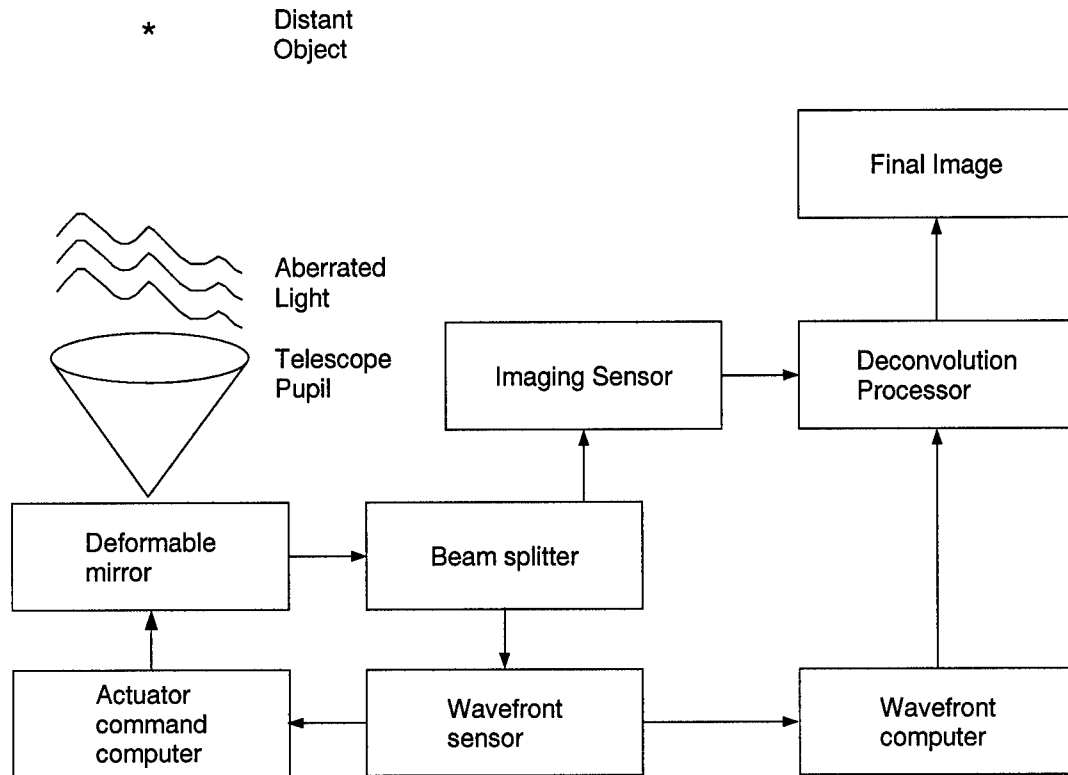 *
Distant
Object
Final Image
Aberrated
Light
Telescope
Pupil
Imaging Sensor
Deconvolution
Processor
Deformable
mirror
Beam splitter
Actuator
command
computer
Wavefront
sensor
Wavefront
computer